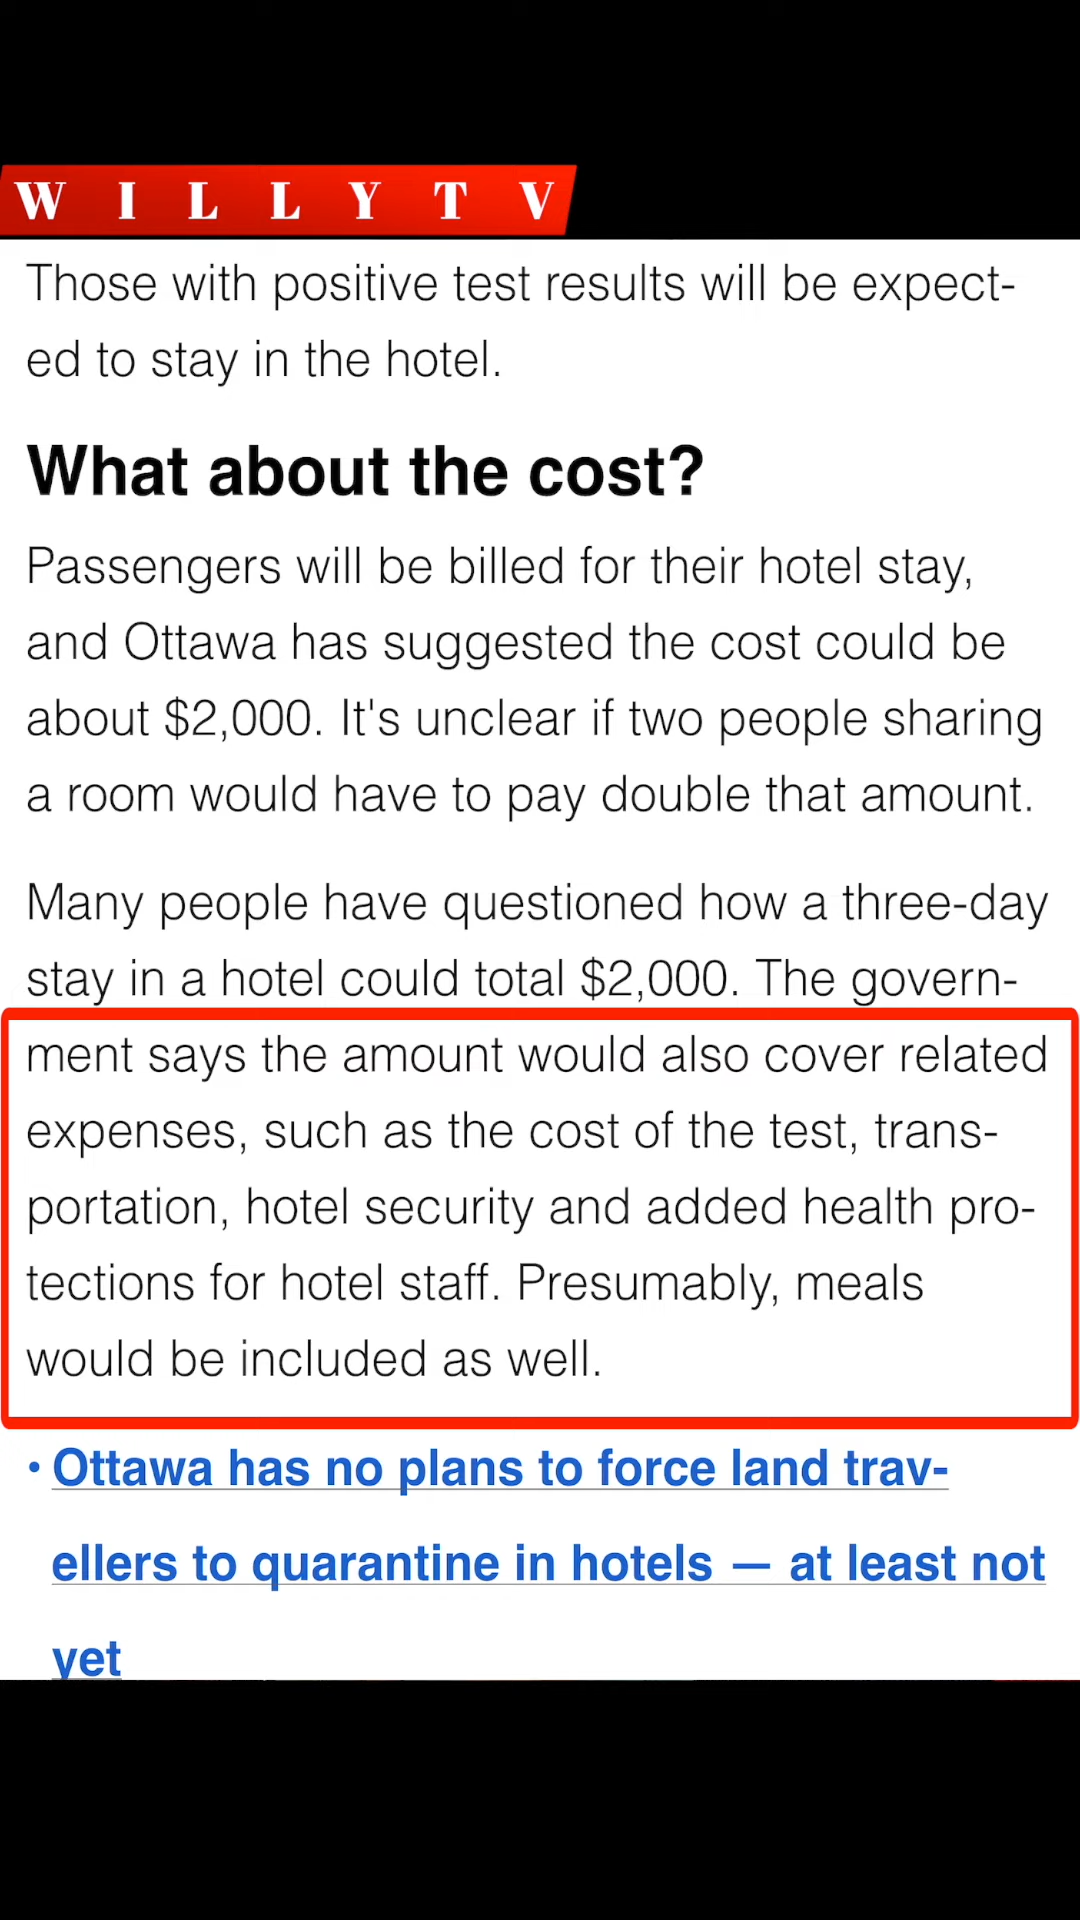 WILLYTV
Those with positive test results will be expect-
ed to stay in the hotel.
What about the cost?
Passengers will be billed for their hotel stay,
and Ottawa has suggested the cost could be
about $2,000. It's unclear if two people sharing
a room would have to pay double that amount.
Many people have questioned how a three-day
stay in a hotel could total $2,000. The govern-
ment says the amount would also cover related
expenses, such as the cost of the test, trans-
portation, hotel security and added health pro-
tections for hotel staff. Presumably, meals
would be included as well.
• Ottawa has no plans to force land trav-
ellers to quarantine in hotels — at least not
yet